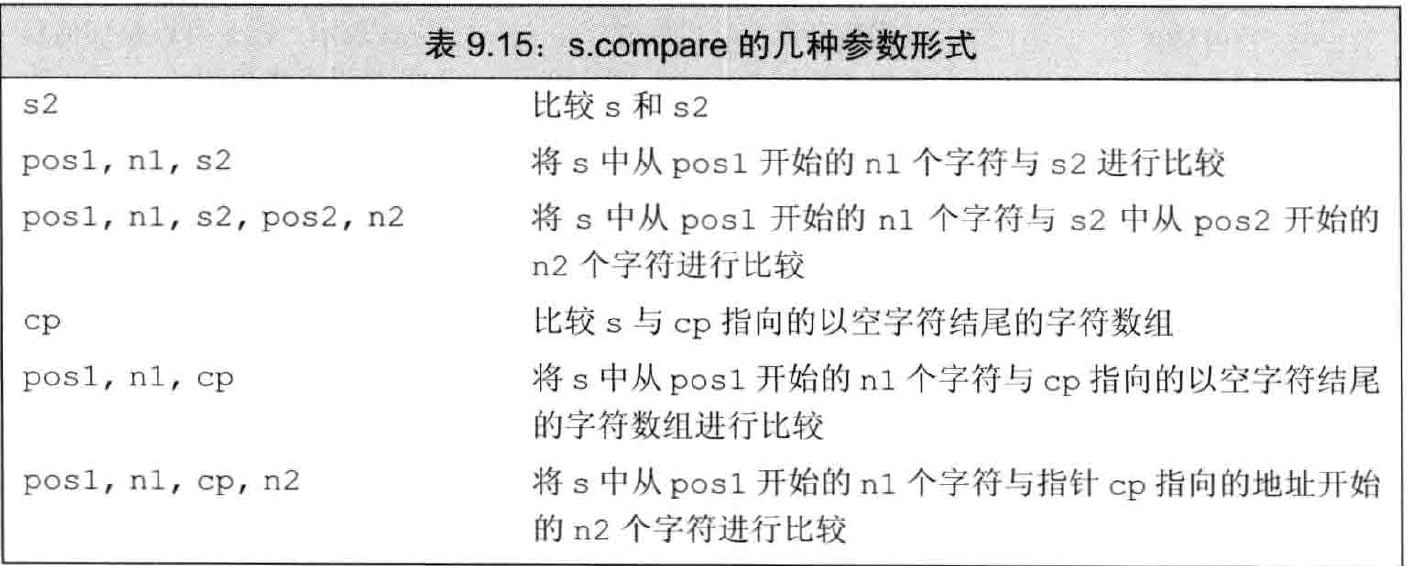 表 9.15：s.compare 的几种参数形式
s2 比较 s 和 s2
pos1, n1, s2 将 s 中从 pos1 开始的 n1 个字符与 s2 进行比较
pos1, n1, s2, pos2, n2 将 s 中从 pos1 开始的 n1 个字符与 s2 中从 pos2 开始的
n2 个字符进行比较
cp 比较 s 与 cp 指向的以空字符结尾的字符数组
pos1, n1, cp 将 s 中从 pos1 开始的 n1 个字符与 cp 指向的以空字符结尾
的字符数组进行比较
pos1, n1, cp, n2 将 s 中从 pos1 开始的 n1 个字符与指针 cp 指向的地址开始
的 n2 个字符进行比较